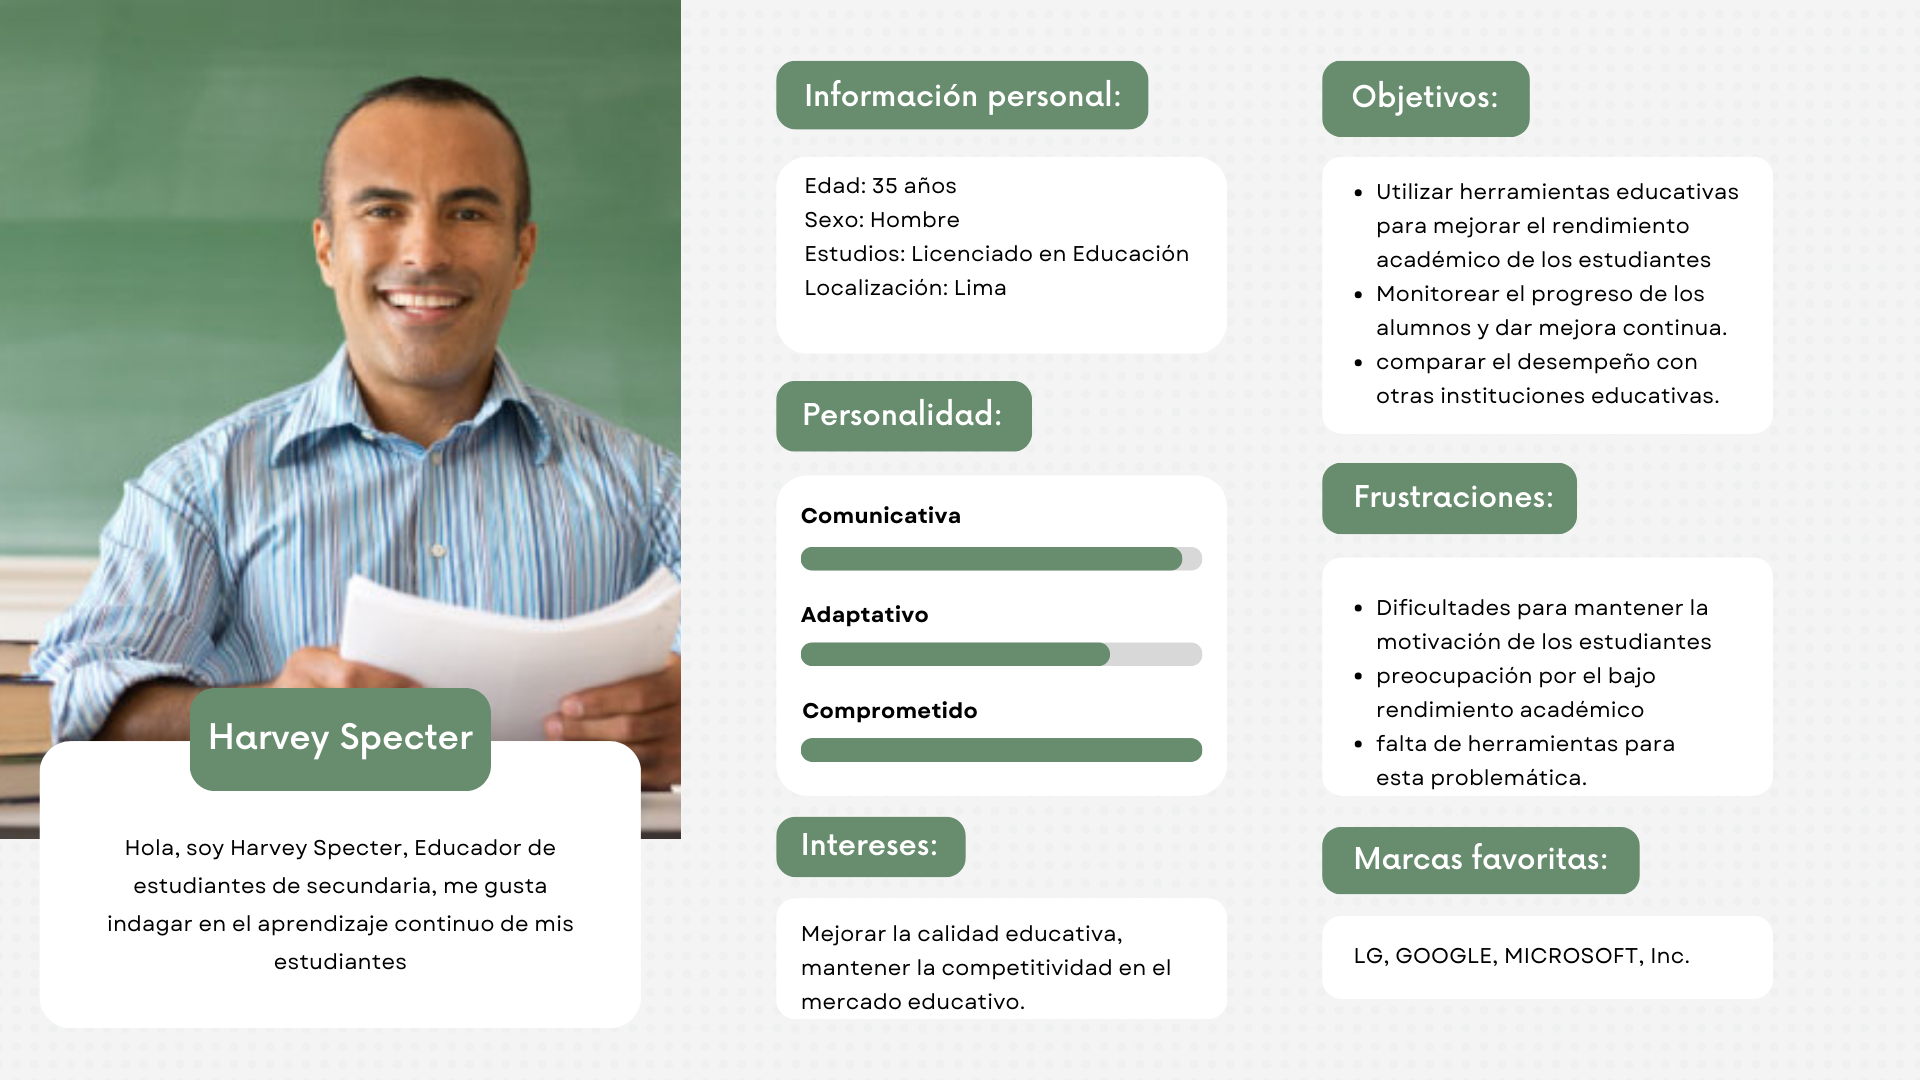 Harvey Specter
Hola, soy Harvey Specter, Educador de
estudiantes de secundaria, me gusta
indagar en el aprendizaje continuo de mis
estudiantes
Información personal:
Edad: 35 años
Sexo: Hombre
Estudios: Licenciado en Educación
Localización: Lima
Personalidad:
Comunicativa
Adaptativo
Comprometido
Intereses:
Mejorar la calidad educativa,
mantener la competitividad en el
mercado educativo.
Objetivos:
• Utilizar herramientas educativas
para mejorar el rendimiento
académico de los estudiantes
• Monitorear el progreso de los
alumnos y dar mejora continua.
• comparar el desempeño con
otras instituciones educativas.
Frustraciones:
• Dificultades para mantener la
motivación de los estudiantes
• preocupación por el bajo
rendimiento académico
• falta de herramientas para
esta problemática.
Marcas favoritas:
LG, GOOGLE, MICROSOFT, Inc.